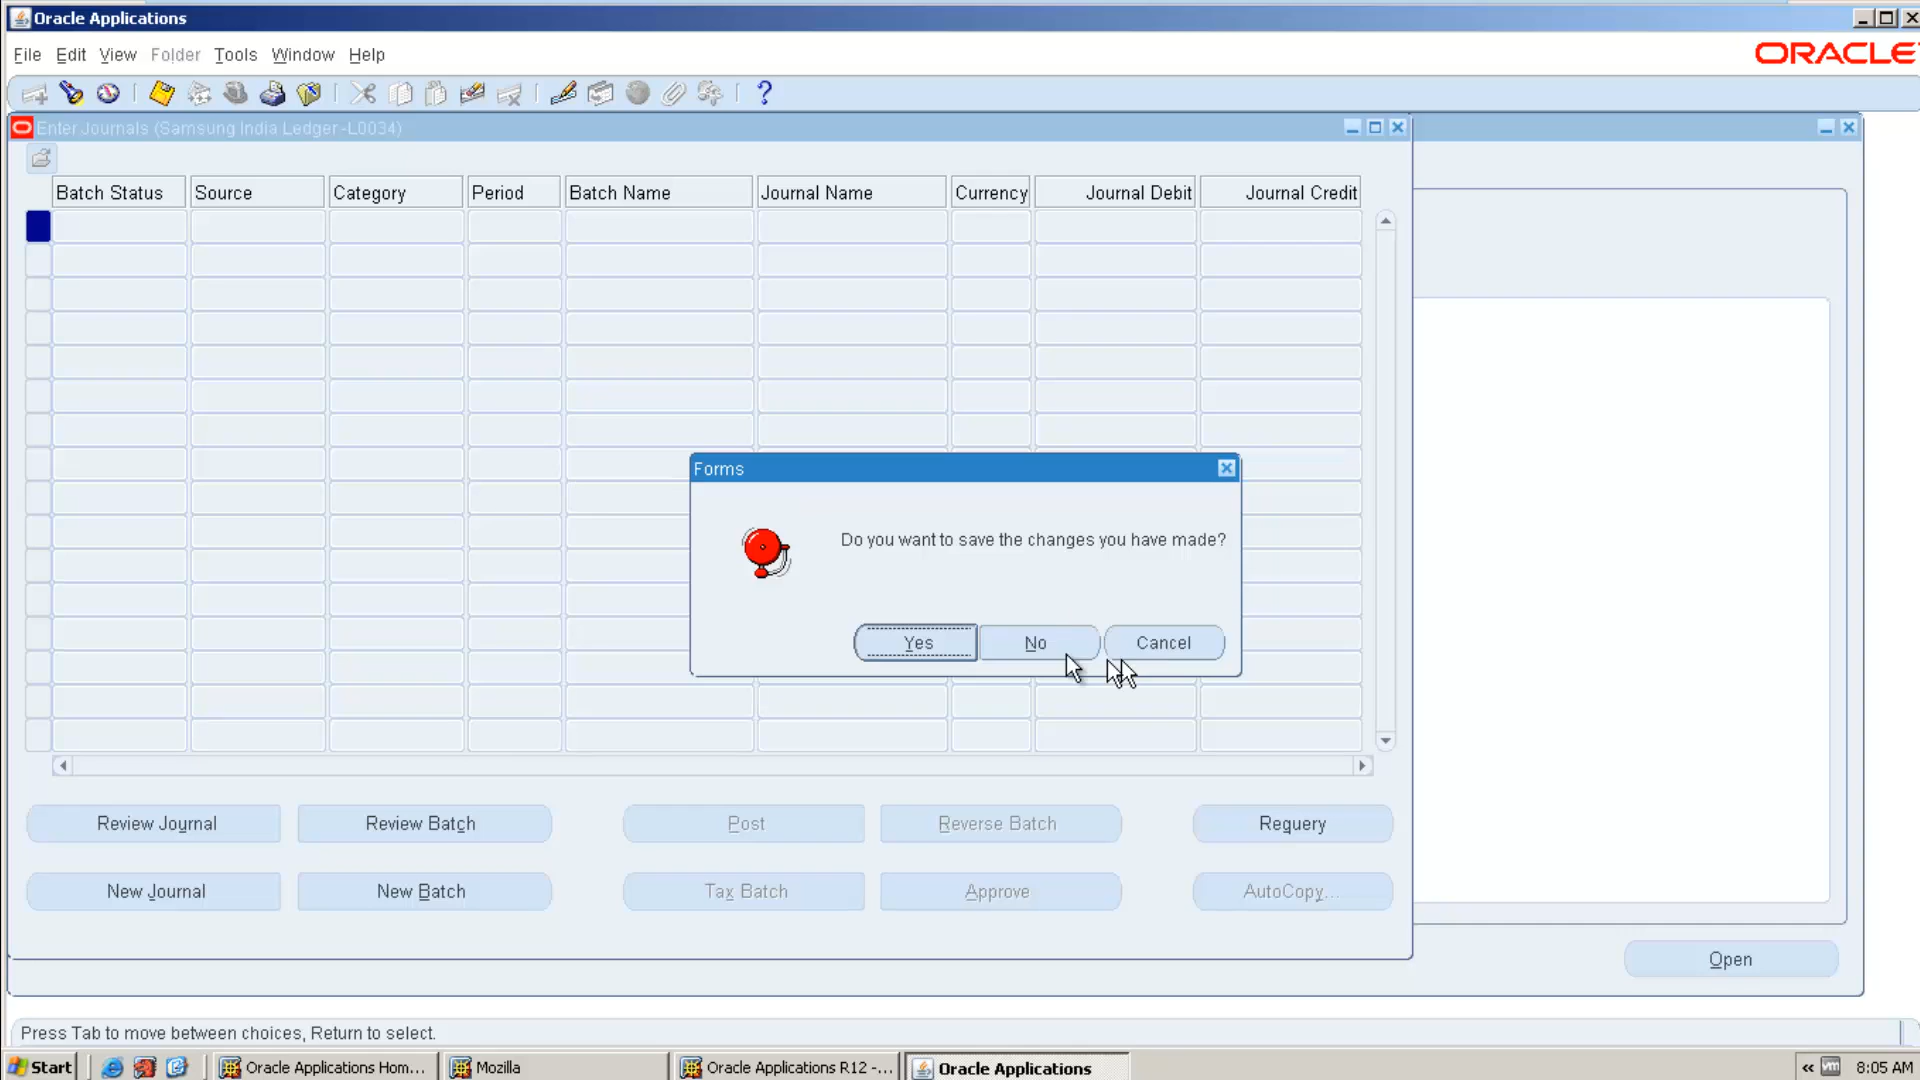 Oracle Applications
File Edit View Folder Tools Window Help
ORACLE
Enter Journals (Samsung India Ledger-L0034)
Batch Status Source Category Period Batch Name Journal Name Currency Journal Debit Journal Credit
Forms
Do you want to save the changes you have made?
Yes No Cancel
Review Journal Review Batch Post Reverse Batch Requery
New Journal New Batch Tax Batch Approve AutoCopy...
Open
Press Tab to move between choices, Return to select.
Start Oracle Applications Hom... Mozilla Oracle Applications R12 -... Oracle Applications « 8:05 AM